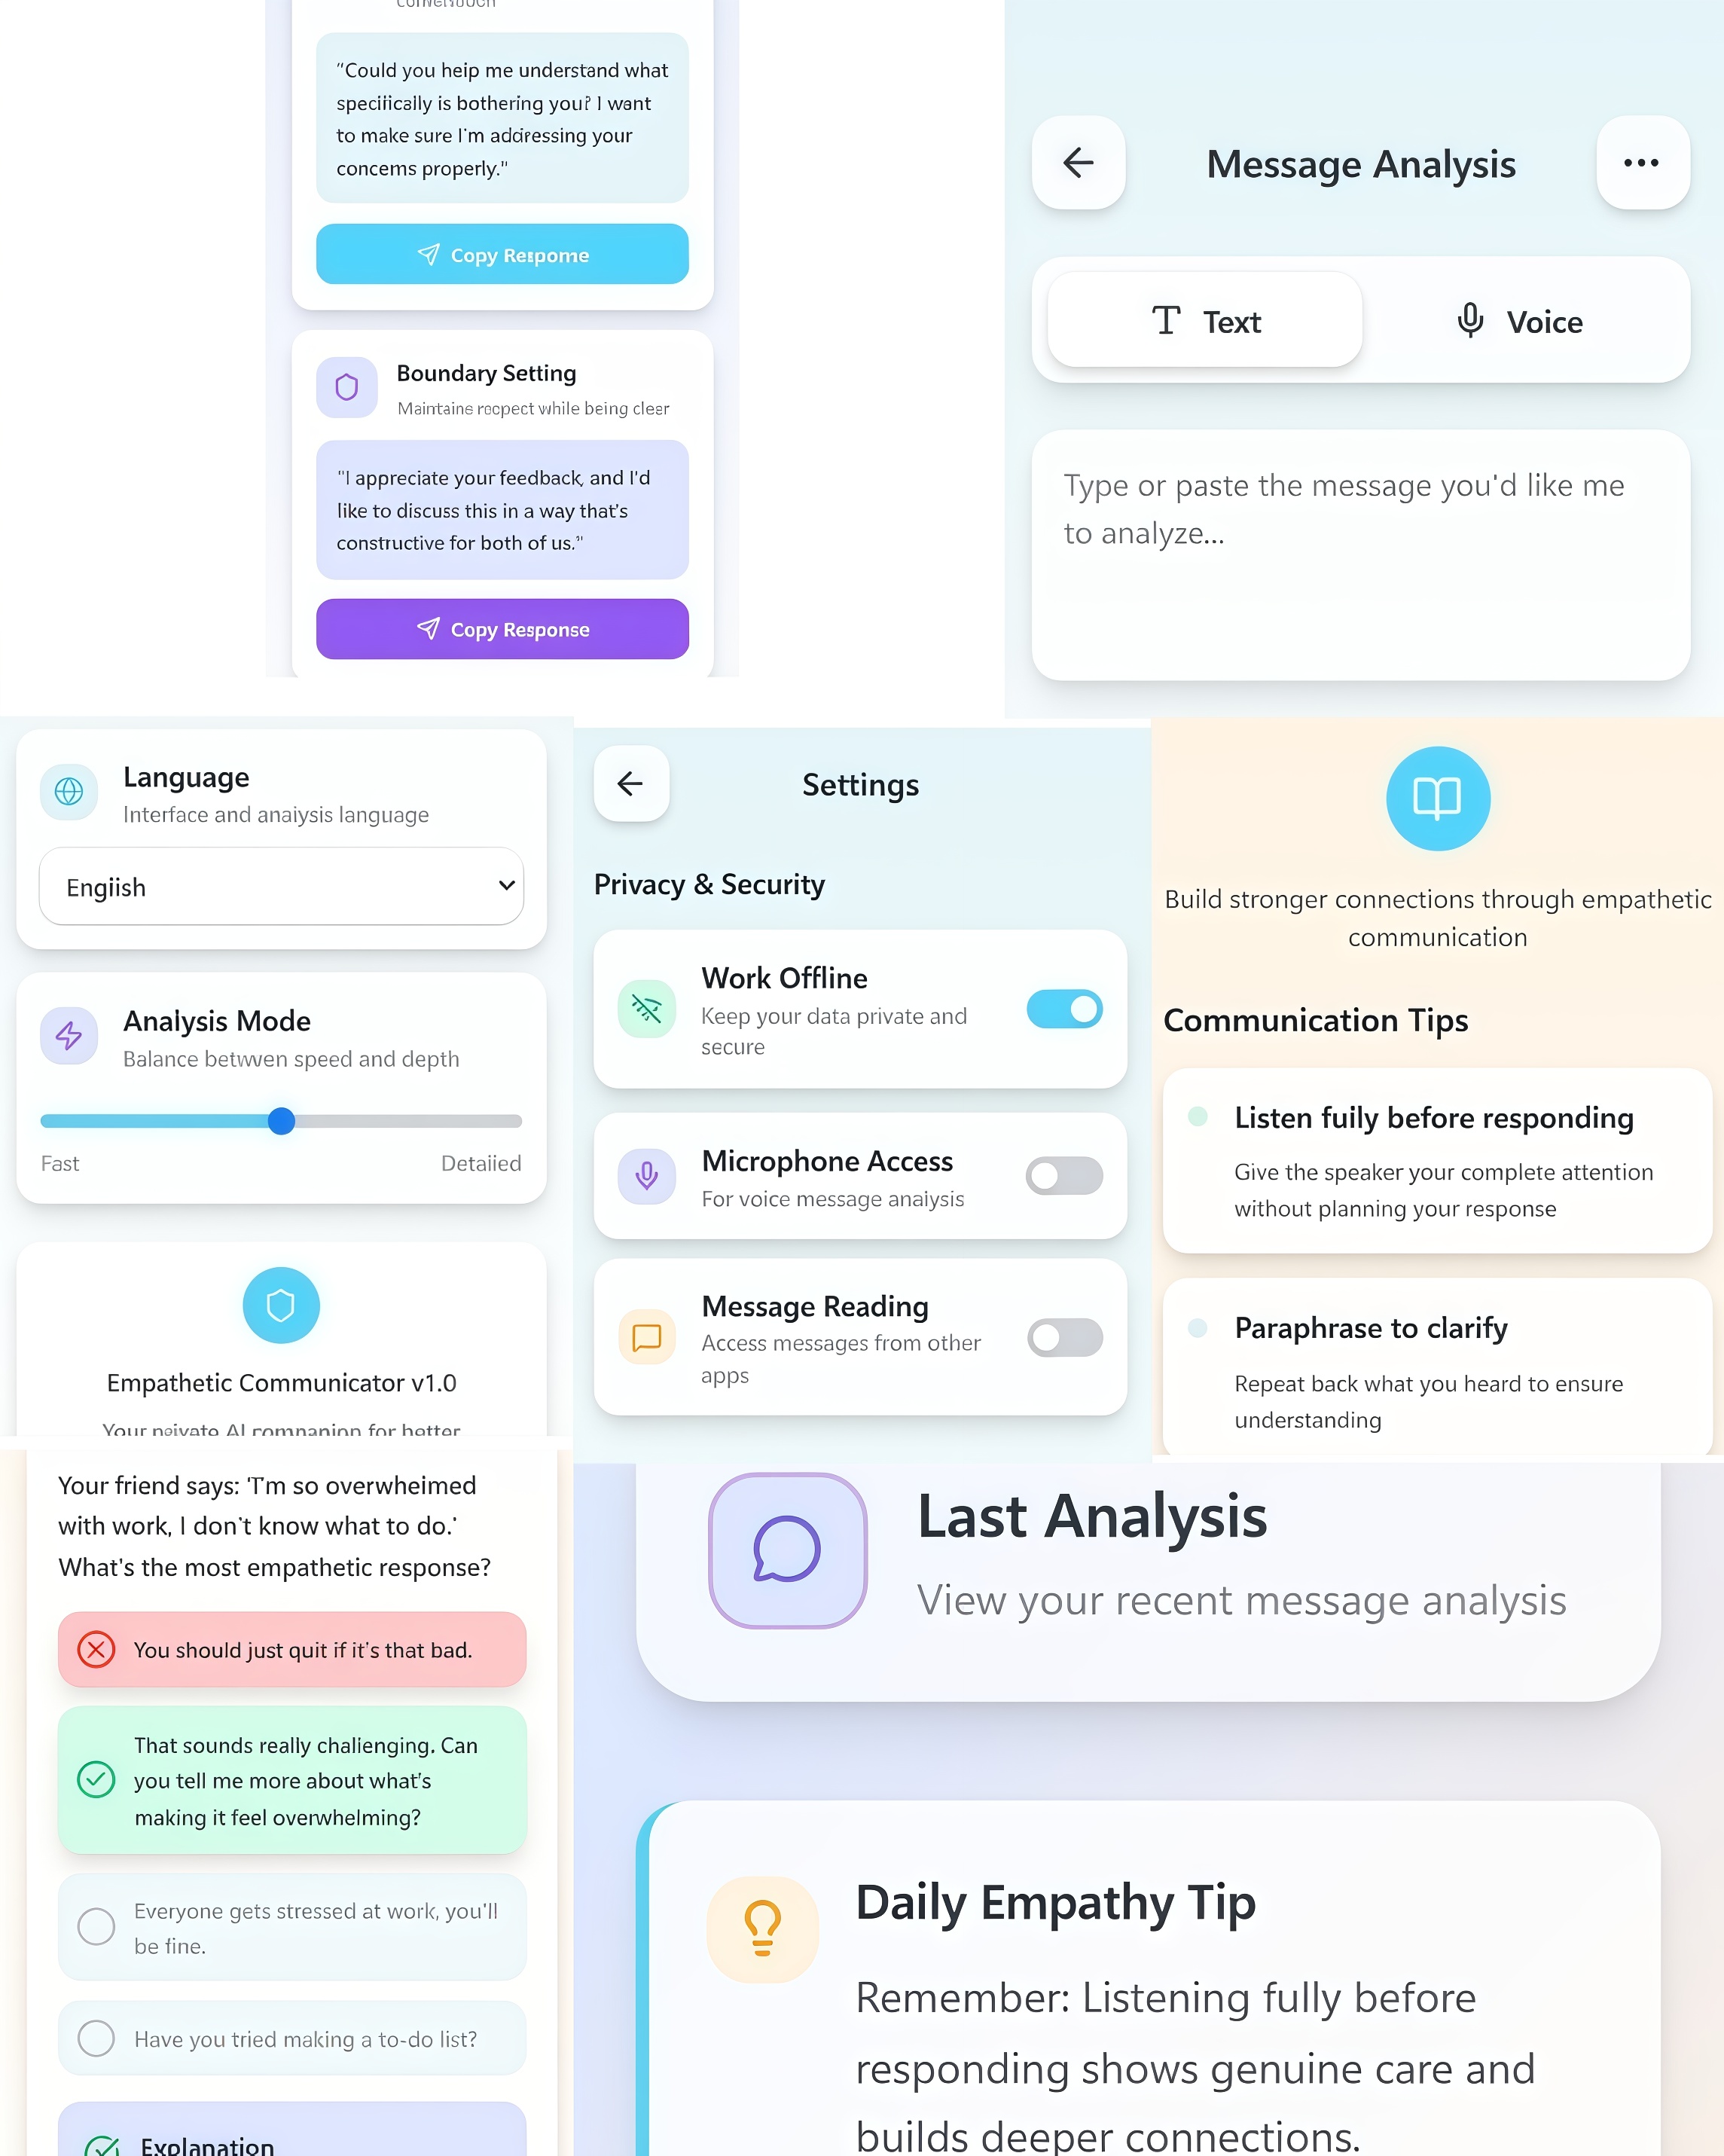 "Could you heip me understand what
speciiically is bothering you? I want
to make sure I'm addressing your
concems properly."
Copy Reıpome
Boundary Setting
Maintaine rocpect while being clear
"I appreciate your feedback, and I'd
like to discuss this in a way that's
constructive for both of us."
Copy Response
Message Analysis
Text
Voice
Type or paste the message you'd like me
to analyze...
Language
Interface and anaiysis language
Engiish
Analysis Mode
Balance betwven speed and depth
Fast
Detaiied
Empathetic Communicator v1.0
Your neivate AI companion for better
Settings
Privacy & Security
Work Offline
Keep your data private and
secure
Microphone Access
For voice message anaiysis
Message Reading
Access messages from other
apps
Build stronger connections through empathetic
communication
Communication Tips
Listen fuily before responding
Give the speaker your complete attention
without planning your response
Paraphrase to clarify
Repeat back what you heard to ensure
understanding
Your friend says: 'I'm so overwheimed
with work, I don't know what to do.'
What's the most empathetic response?
You should just quit if it's that bad.
That sounds really challenging. Can
you tell me more about what's
making it feel overwhelming?
Everyone gets stressed at work, you'll
be fine.
Have you tried making a to-do list?
Explanation
Last Analysis
View your recent message analysis
Daily Empathy Tip
Remember: Listening fully before
responding shows genuine care and
builds deeper connections.